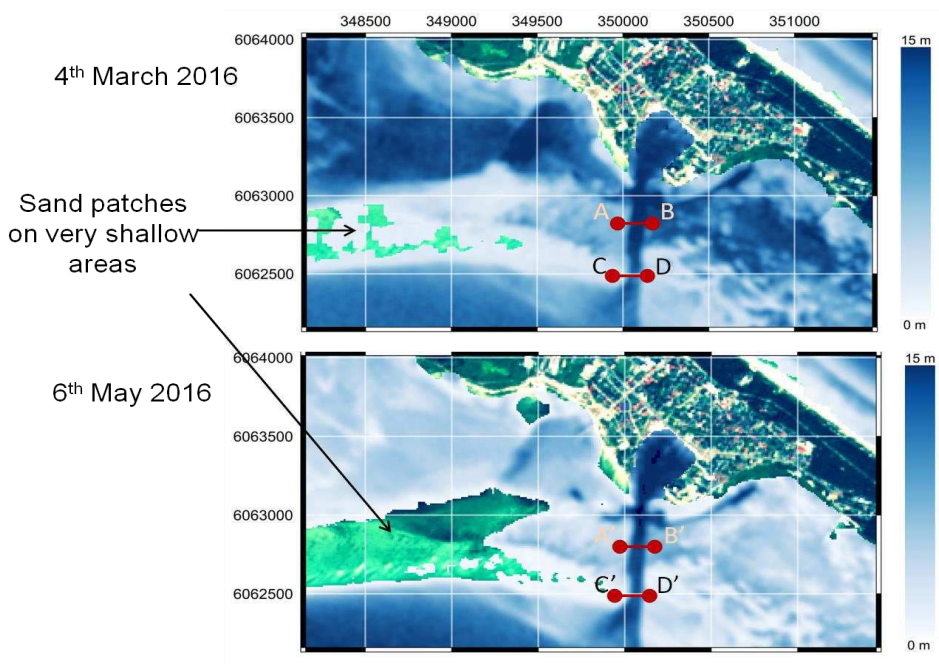 348500 349000 349500 350000 350500 351000
4th March 2016
6064000
6063500
6063000
6062500
15 m
0 m
A B
C D
Sand patches
on very shallow
areas
6th May 2016
6064000
6063500
6063000
6062500
15 m
0 m
A' B'
C' D'